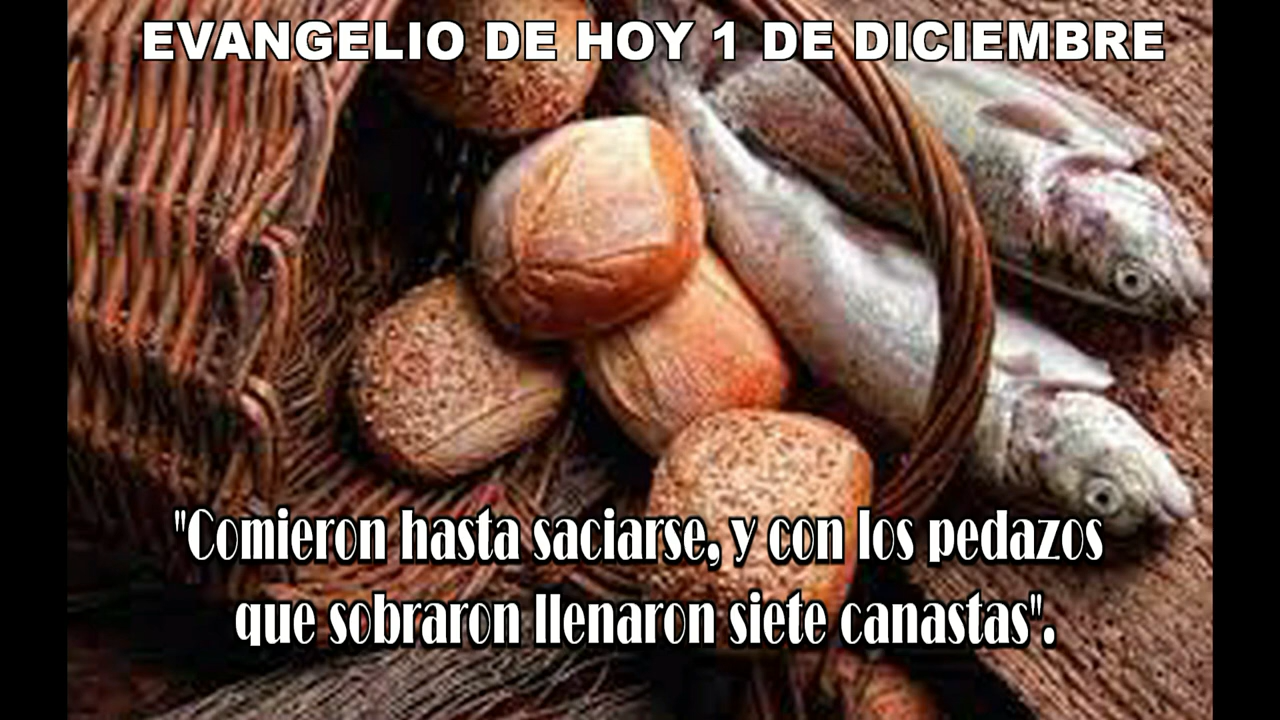 EVANGELIO DE HOY 1 DE DICIEMBRE
"Comieron hasta saciarse, y con los pedazos
que sobraron llenaron siete canastas".